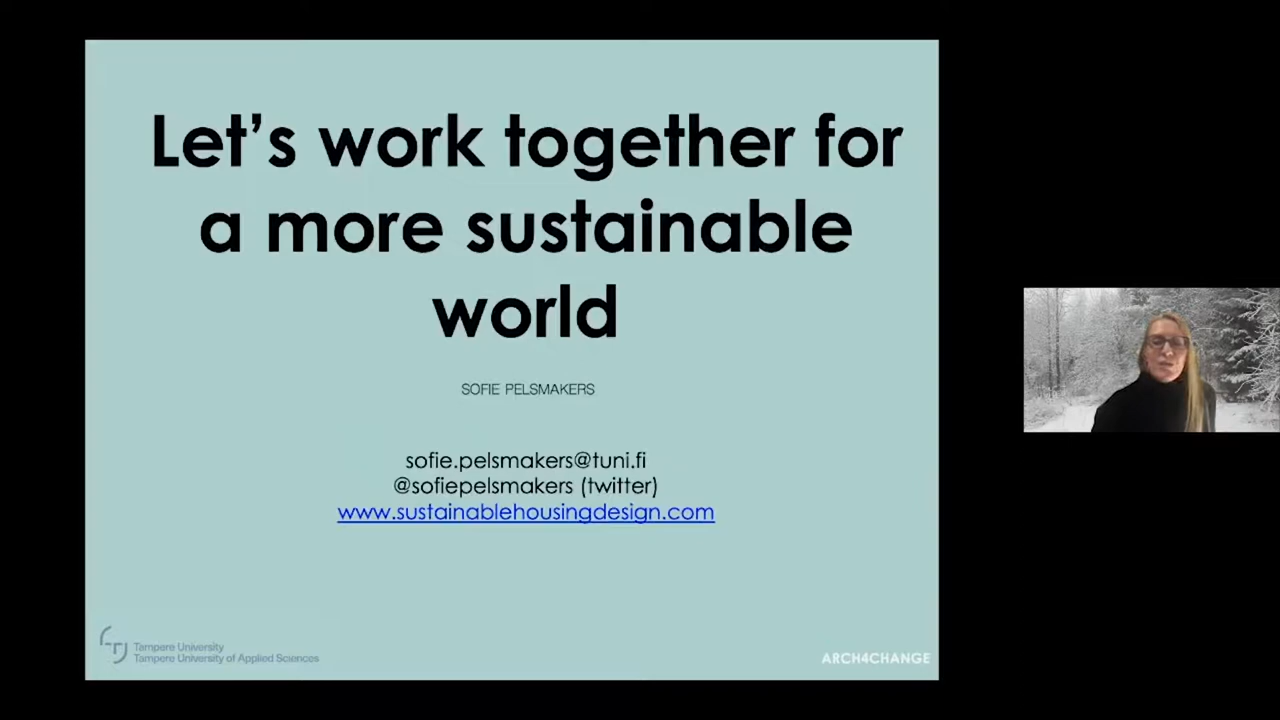 Let's work together for
a more sustainable
world
SOFIE PELSMAKERS
sofie.pelsmakers@tuni.fi
@sofiepelsmakers (twitter)
www.sustainablehousingdesign.com
Tampere University
Tampere University of Applied Sciences
ARCH4CHANGE